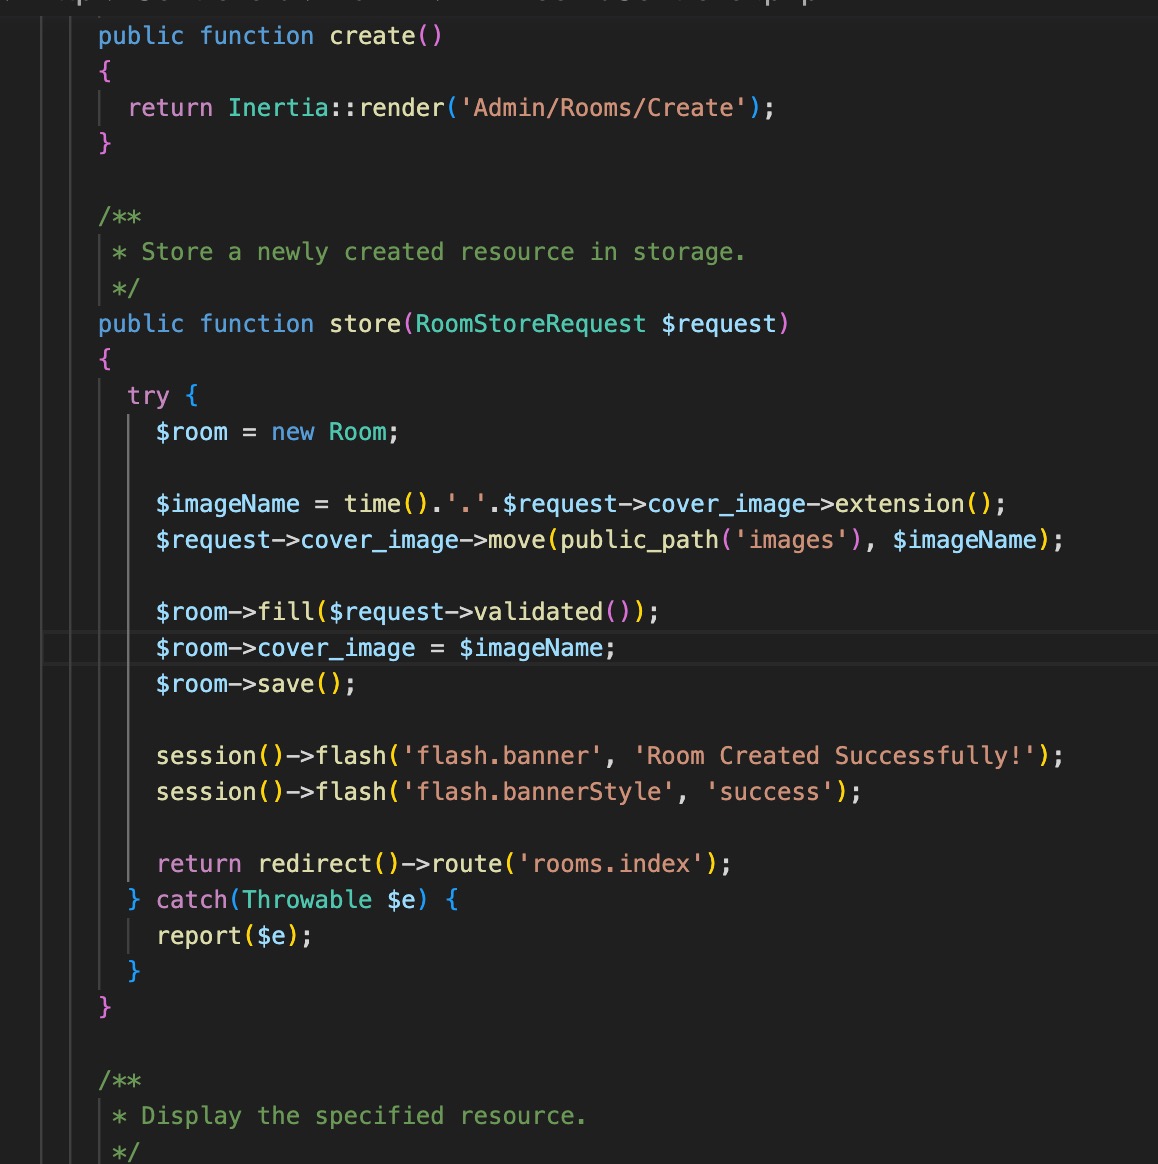 public function create()
{
return Inertia::render('Admin/Rooms/Create');
}
/**
* Store a newly created resource in storage.
*/
public function store(RoomStoreRequest $request)
{
try {
$room = new Room;
$imageName = time().'.'.$request->cover_image->extension();
$request->cover_image->move(public_path('images'), $imageName);
$room->fill($request->validated());
$room->cover_image = $imageName;
$room->save();
session()->flash('flash.banner', 'Room Created Successfully!');
session()->flash('flash.bannerStyle', 'success');
return redirect()->route('rooms.index');
} catch(Throwable $e) {
report($e);
}
}
/**
* Display the specified resource.
*/